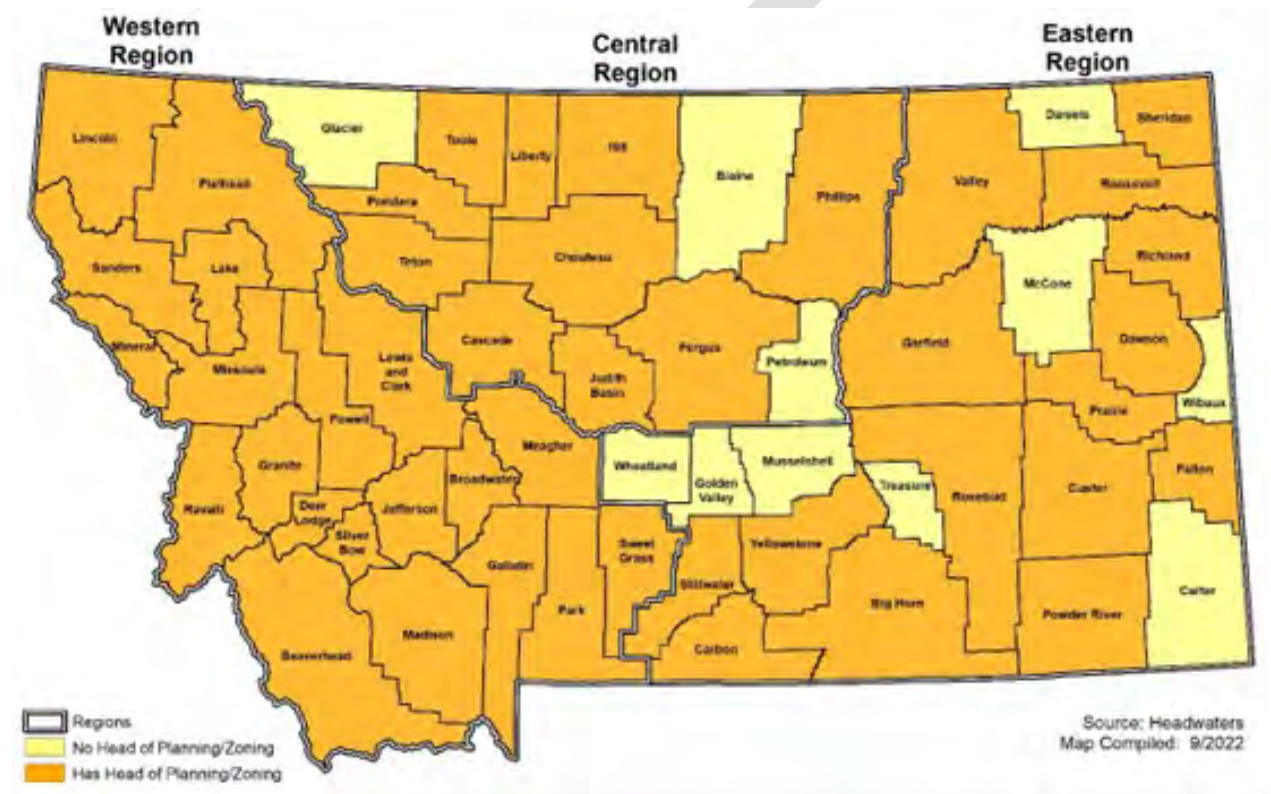 Western
Region
Central
Region
Eastern
Region
Lincoln
Flathead
Glacier
Toole
Liberty
Hill
Blaine
Phillips
Valley
Daniels
Sheridan
Roosevelt
Pondera
Teton
Chouteau
Sanders
Lake
McCone
Richland
Mineral
Missoula
Lewis
and
Clark
Cascade
Judith
Basin
Fergus
Petroleum
Garfield
Dawson
Wibaux
Prairie
Powell
Granite
Meagher
Broadwater
Wheatland
Golden
Valley
Musselshell
Treasure
Rosebud
Custer
Fallon
Ravalli
Deer
Lodge
Silver
Bow
Jefferson
Gallatin
Sweet
Grass
Stillwater
Yellowstone
Big Horn
Powder River
Carter
Beaverhead
Madison
Park
Carbon
Regions
No Head of Planning/Zoning
Has Head of Planning/Zoning
Source: Headwaters
Map Compiled: 9/2022